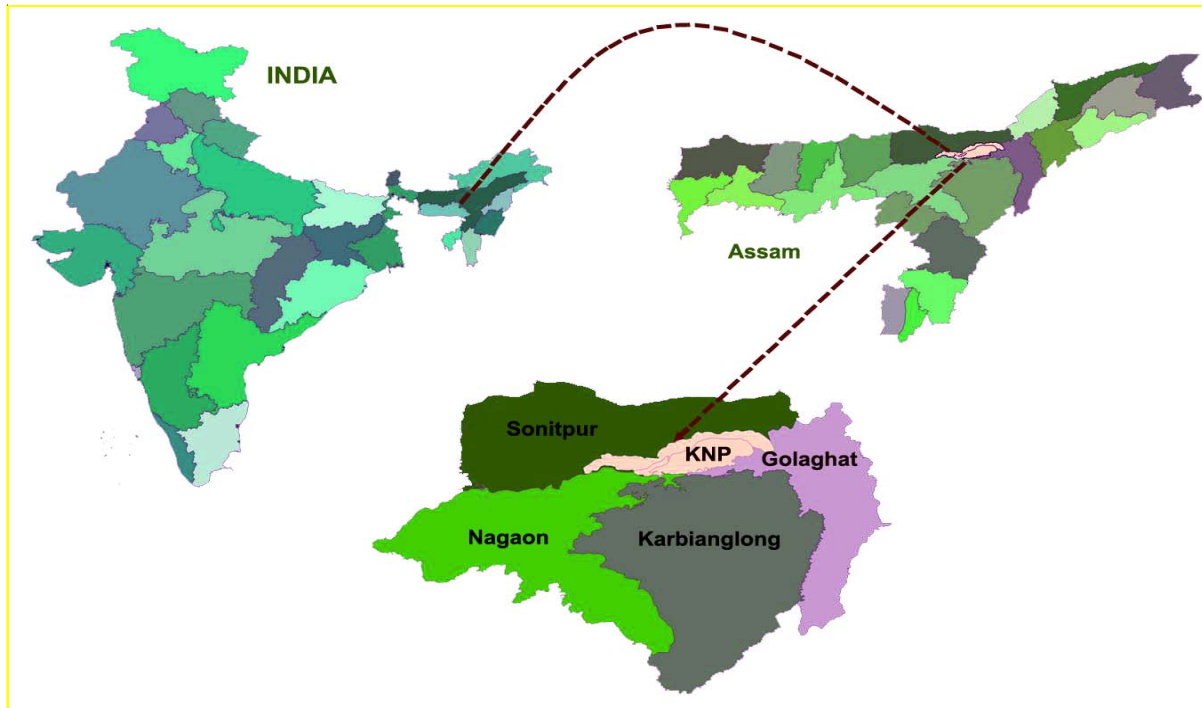 INDIA
Assam
Sonitpur
KNP
Golaghat
Nagaon
Karbianglong